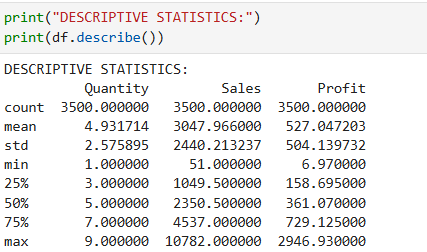 print("DESCRIPTIVE STATISTICS:")
print(df.describe())
DESCRIPTIVE STATISTICS:
Quantity Sales Profit
count 3500.000000 3500.000000 3500.000000
mean 4.931714 3047.966000 527.047203
std 2.575895 2440.213237 504.139732
min 1.000000 51.000000 6.970000
25% 3.000000 1049.500000 158.695000
50% 5.000000 2350.500000 361.070000
75% 7.000000 4537.000000 729.125000
max 9.000000 10782.000000 2946.930000